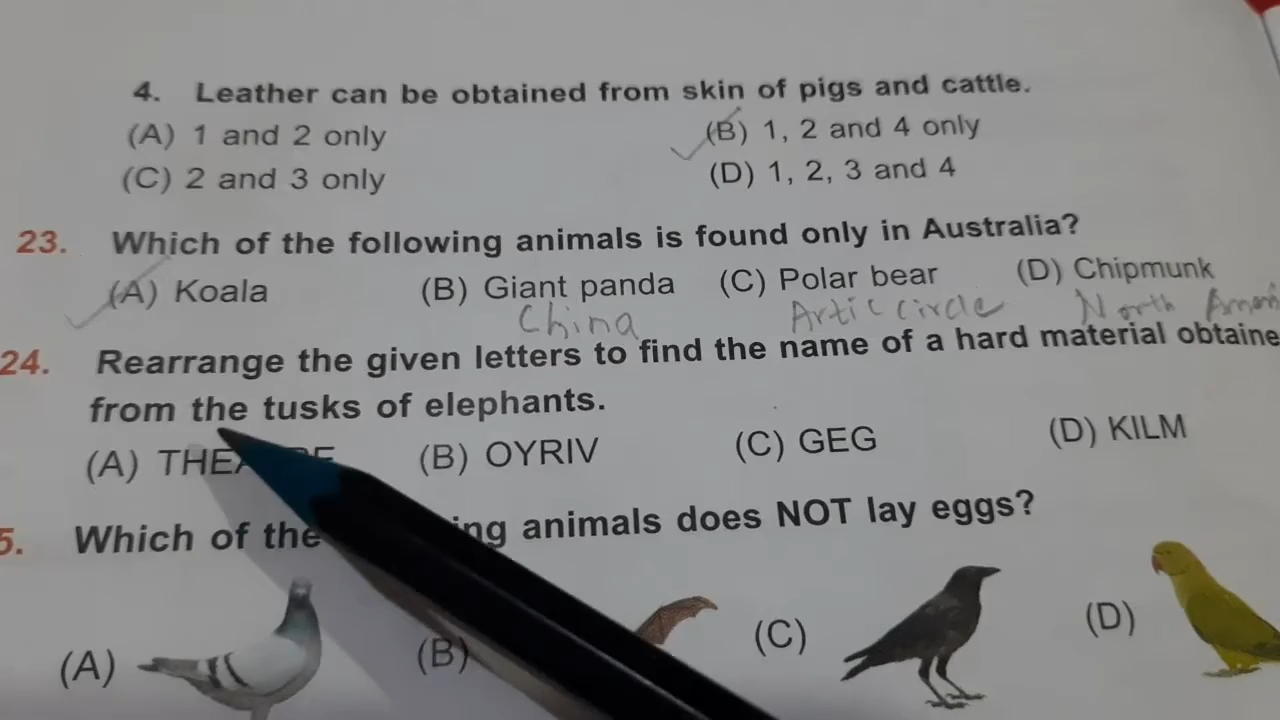 4. Leather can be obtained from skin of pigs and cattle.
(A) 1 and 2 only (B) 1, 2 and 4 only
(C) 2 and 3 only (D) 1, 2, 3 and 4
23. Which of the following animals is found only in Australia?
(A) Koala (B) Giant panda (C) Polar bear (D) Chipmunk
China Artic circle North
24. Rearrange the given letters to find the name of a hard material
from the tusks of elephants.
(A) (B) OYRIV (C) GEG (D) KILM
5. Which of the animals does NOT lay eggs?
(A) (B) (C) (D)